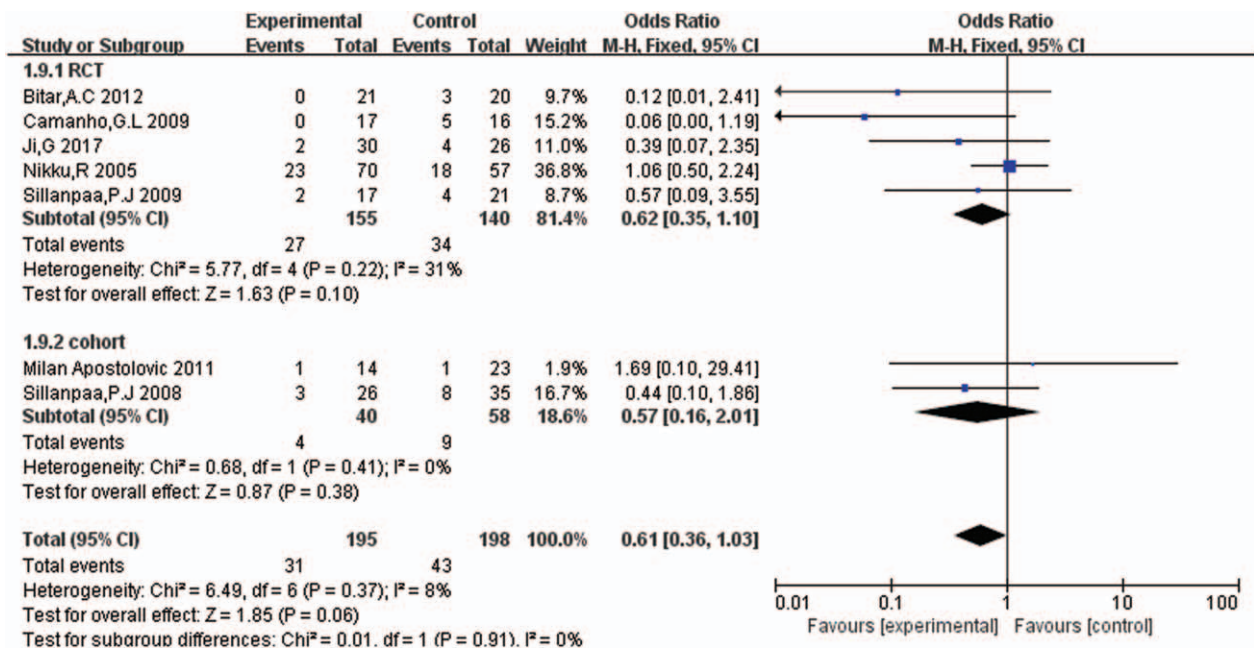 Experimental Control Odds Ratio Odds Ratio
Study or Subgroup Events Total Events Total Weight M-H, Fixed, 95% CI M-H, Fixed, 95% CI
1.9.1 RCT
Bitar,A.C 2012 0 21 3 20 9.7% 0.12 [0.01, 2.41]
Camanho,G.L 2009 0 17 5 16 15.2% 0.06 [0.00, 1.19]
Ji,G 2017 2 30 4 26 11.0% 0.39 [0.07, 2.35]
Nikku,R 2005 23 70 18 57 36.8% 1.06 [0.50, 2.24]
Sillanpaa,P.J 2009 2 17 4 21 8.7% 0.57 [0.09, 3.55]
Subtotal (95% CI) 155 140 81.4% 0.62 [0.35, 1.10]
Total events 27 34
Heterogeneity: Chi² = 5.77, df = 4 (P = 0.22); I² = 31%
Test for overall effect: Z = 1.63 (P = 0.10)
1.9.2 cohort
Milan Apostolovic 2011 1 14 1 23 1.9% 1.69 [0.10, 29.41]
Sillanpaa,P.J 2008 3 26 8 35 16.7% 0.44 [0.10, 1.86]
Subtotal (95% CI) 40 58 18.6% 0.57 [0.16, 2.01]
Total events 4 9
Heterogeneity: Chi² = 0.68, df = 1 (P = 0.41); I² = 0%
Test for overall effect: Z = 0.87 (P = 0.38)
Total (95% CI) 195 198 100.0% 0.61 [0.36, 1.03]
Total events 31 43
Heterogeneity: Chi² = 6.49, df = 6 (P = 0.37); I² = 8%
Test for overall effect: Z = 1.85 (P = 0.06)
Test for subgroup differences: Chi² = 0.01, df = 1 (P = 0.91), I² = 0%
0.01 0.1 1 10 100
Favours [experimental] Favours [control]